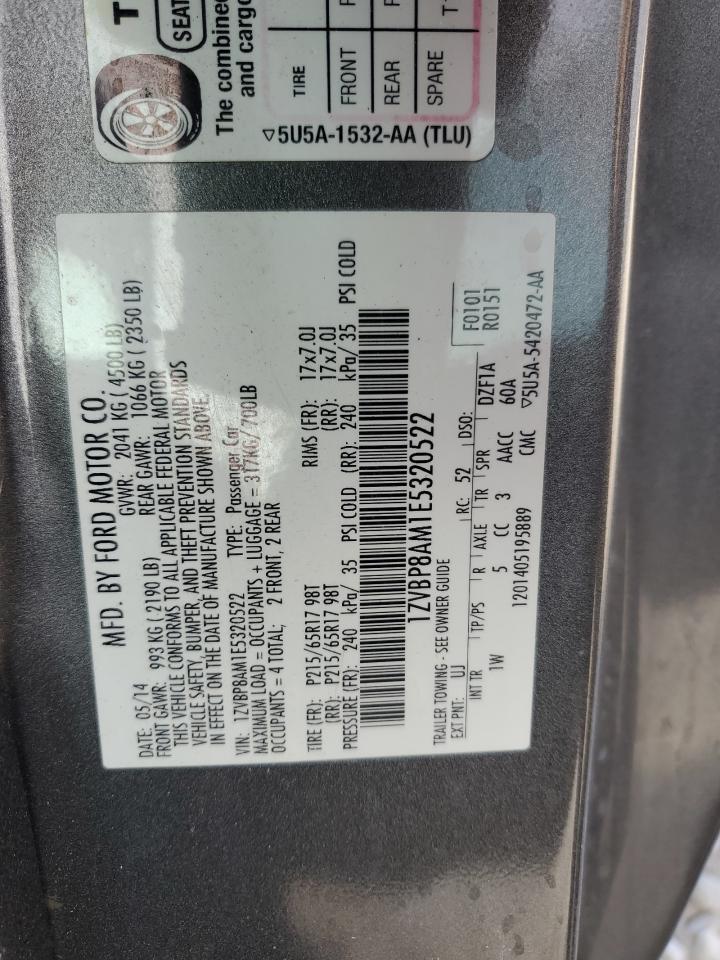 T
SEAT
The combined
and cargo
TIRE
FRONT
REAR
SPARE
▽5U5A-1532-AA (TLU)
MFD. BY FORD MOTOR CO.
DATE: 05/14 GVWR: 2041 KG ( 4500 LB)
FRONT GAWR: 993 KG ( 2190 LB) REAR GAWR: 1066 KG ( 2350 LB)
THIS VEHICLE CONFORMS TO ALL APPLICABLE FEDERAL MOTOR
VEHICLE SAFETY, BUMPER, AND THEFT PREVENTION STANDARDS
IN EFFECT ON THE DATE OF MANUFACTURE SHOWN ABOVE.
VIN: 1ZVBP8AM1E5320522 TYPE: Passenger Car
MAXIMUM LOAD = OCCUPANTS + LUGGAGE = 317KG/700LB
OCCUPANTS = 4 TOTAL; 2 FRONT, 2 REAR
TIRE (FR): P215/65R17 98T RIMS (FR): 17x7.0J
(RR): P215/65R17 98T (RR): 17x7.0J
PRESSURE (FR): 240 kPa/ 35 PSI COLD (RR): 240 kPa/ 35 PSI COLD
1ZVBP8AM1E5320522
TRAILER TOWING - SEE OWNER GUIDE
EXT PNT: UJ RC: 52 DSO: F0101
R0151
INT TR TP/PS R AXLE TR SPR DZF1A
1W 5 CC 3 AACC 60A
1201405195889 CMC ▽5U5A-5420472-AA